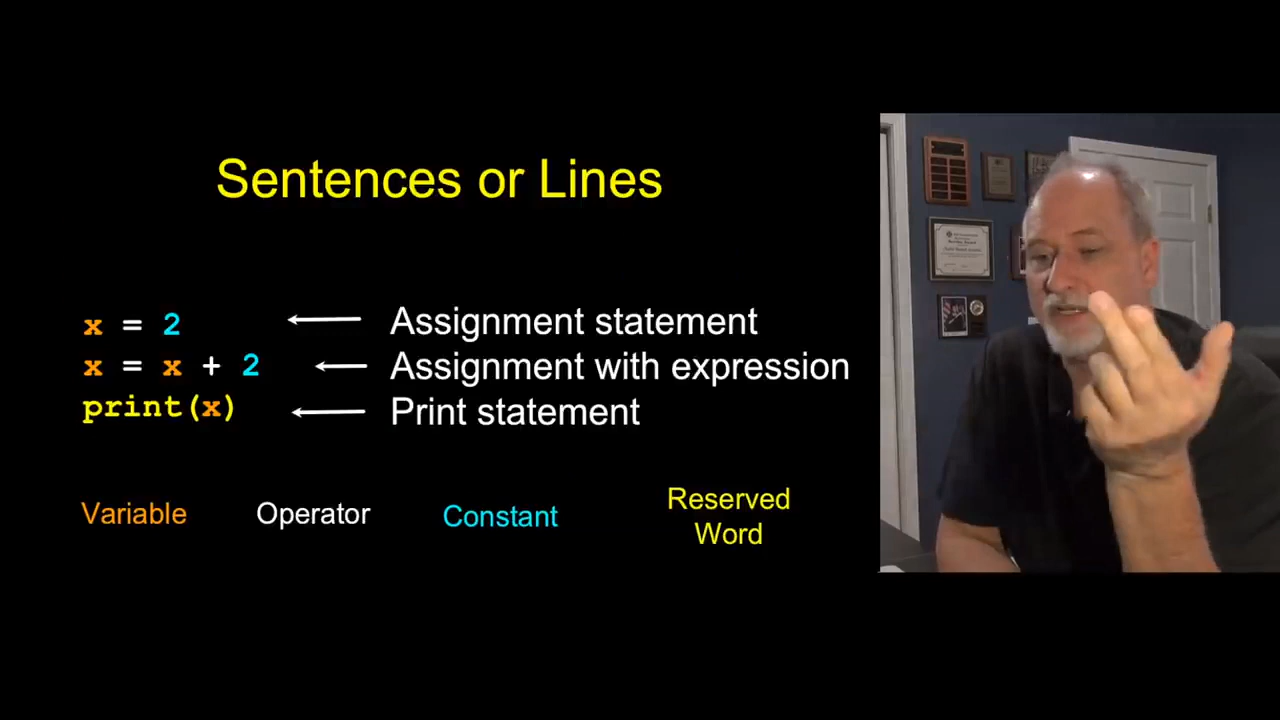 Sentences or Lines
x = 2
Assignment statement
x = x + 2
Assignment with expression
print(x)
Print statement
Variable
Operator
Constant
Reserved
Word